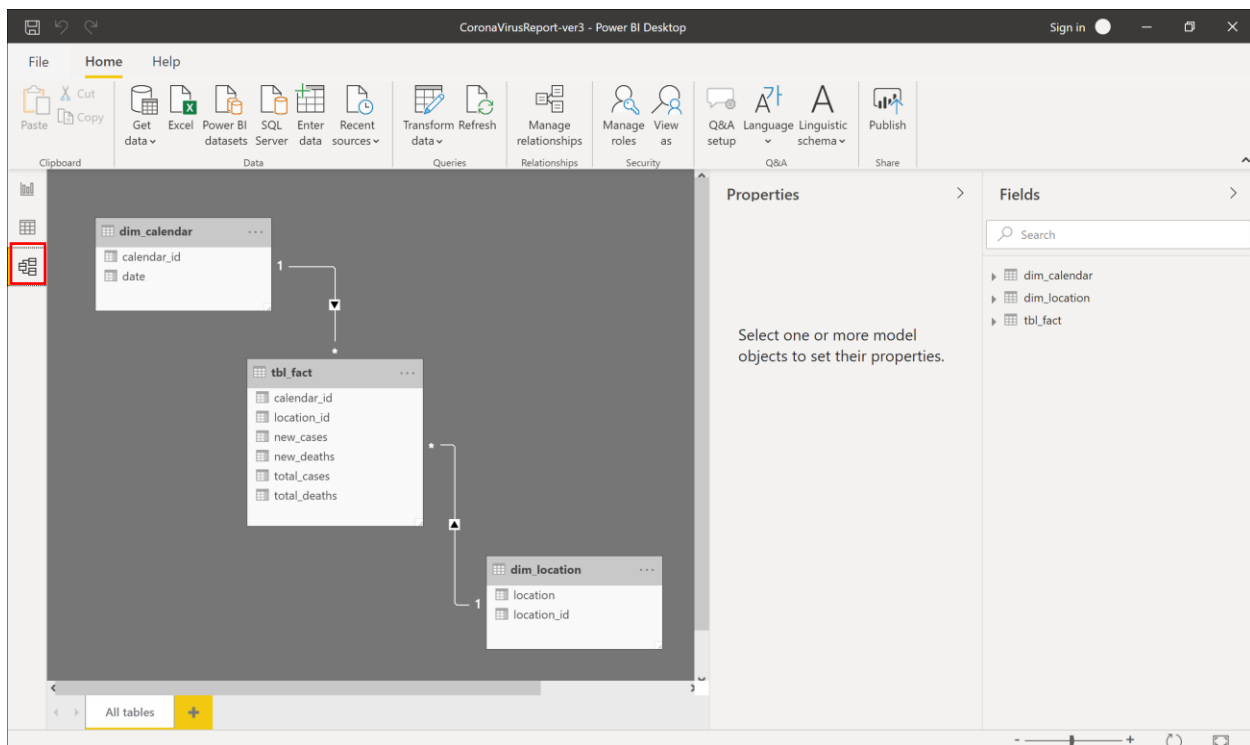 CoronaVirusReport-ver3 - Power BI Desktop
Sign in
File Home Help
Paste
Cut
Copy
Get data
Excel
Power BI datasets
SQL Server
Enter data
Recent sources
Transform data
Refresh
Manage relationships
Manage roles
View as
Q&A setup
Language
Linguistic schema
Publish
Clipboard Data Queries Relationships Security Q&A Share
dim_calendar
calendar_id
date
1
*
tbl_fact
calendar_id
location_id
new_cases
new_deaths
total_cases
total_deaths
*
1
dim_location
location
location_id
Properties
Select one or more model
objects to set their properties.
Fields
Search
dim_calendar
dim_location
tbl_fact
All tables